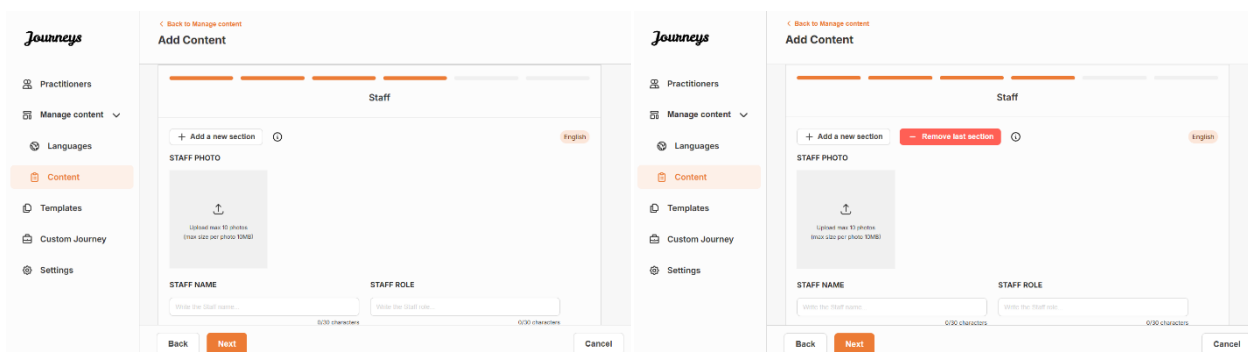 Journeys
Practitioners
Manage content
Languages
Content
Templates
Custom Journey
Settings
Back to Manage content
Add Content
Staff
+ Add a new section
English
STAFF PHOTO
Upload max 10 photos
(max size per photo 10MB)
STAFF NAME STAFF ROLE
Write the Staff name... Write the Staff role...
0/30 characters 0/30 characters
Back Next Cancel
Journeys
Practitioners
Manage content
Languages
Content
Templates
Custom Journey
Settings
Back to Manage content
Add Content
Staff
+ Add a new section − Remove last section
English
STAFF PHOTO
Upload max 10 photos
(max size per photo 10MB)
STAFF NAME STAFF ROLE
Write the Staff name... Write the Staff role...
0/30 characters 0/30 characters
Back Next Cancel